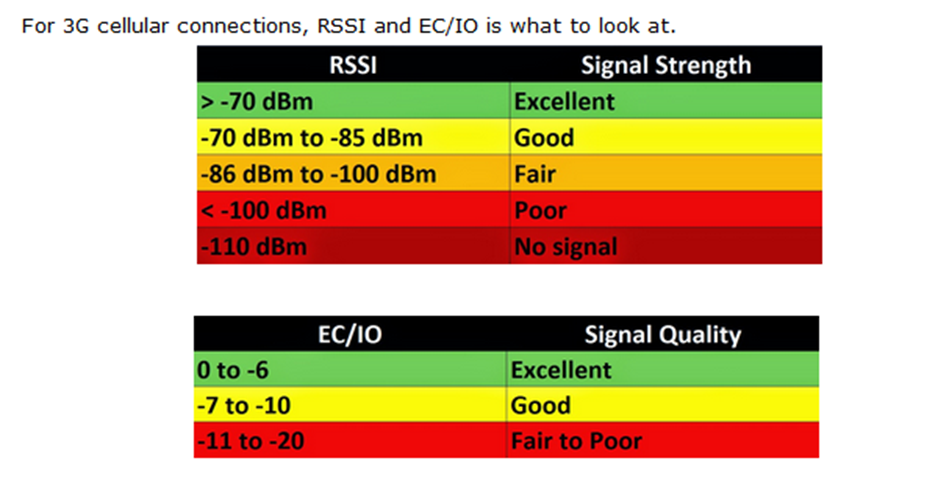 For 3G cellular connections, RSSI and EC/IO is what to look at.
RSSI Signal Strength
> -70 dBm Excellent
-70 dBm to -85 dBm Good
-86 dBm to -100 dBm Fair
< -100 dBm Poor
-110 dBm No signal
EC/IO Signal Quality
0 to -6 Excellent
-7 to -10 Good
-11 to -20 Fair to Poor